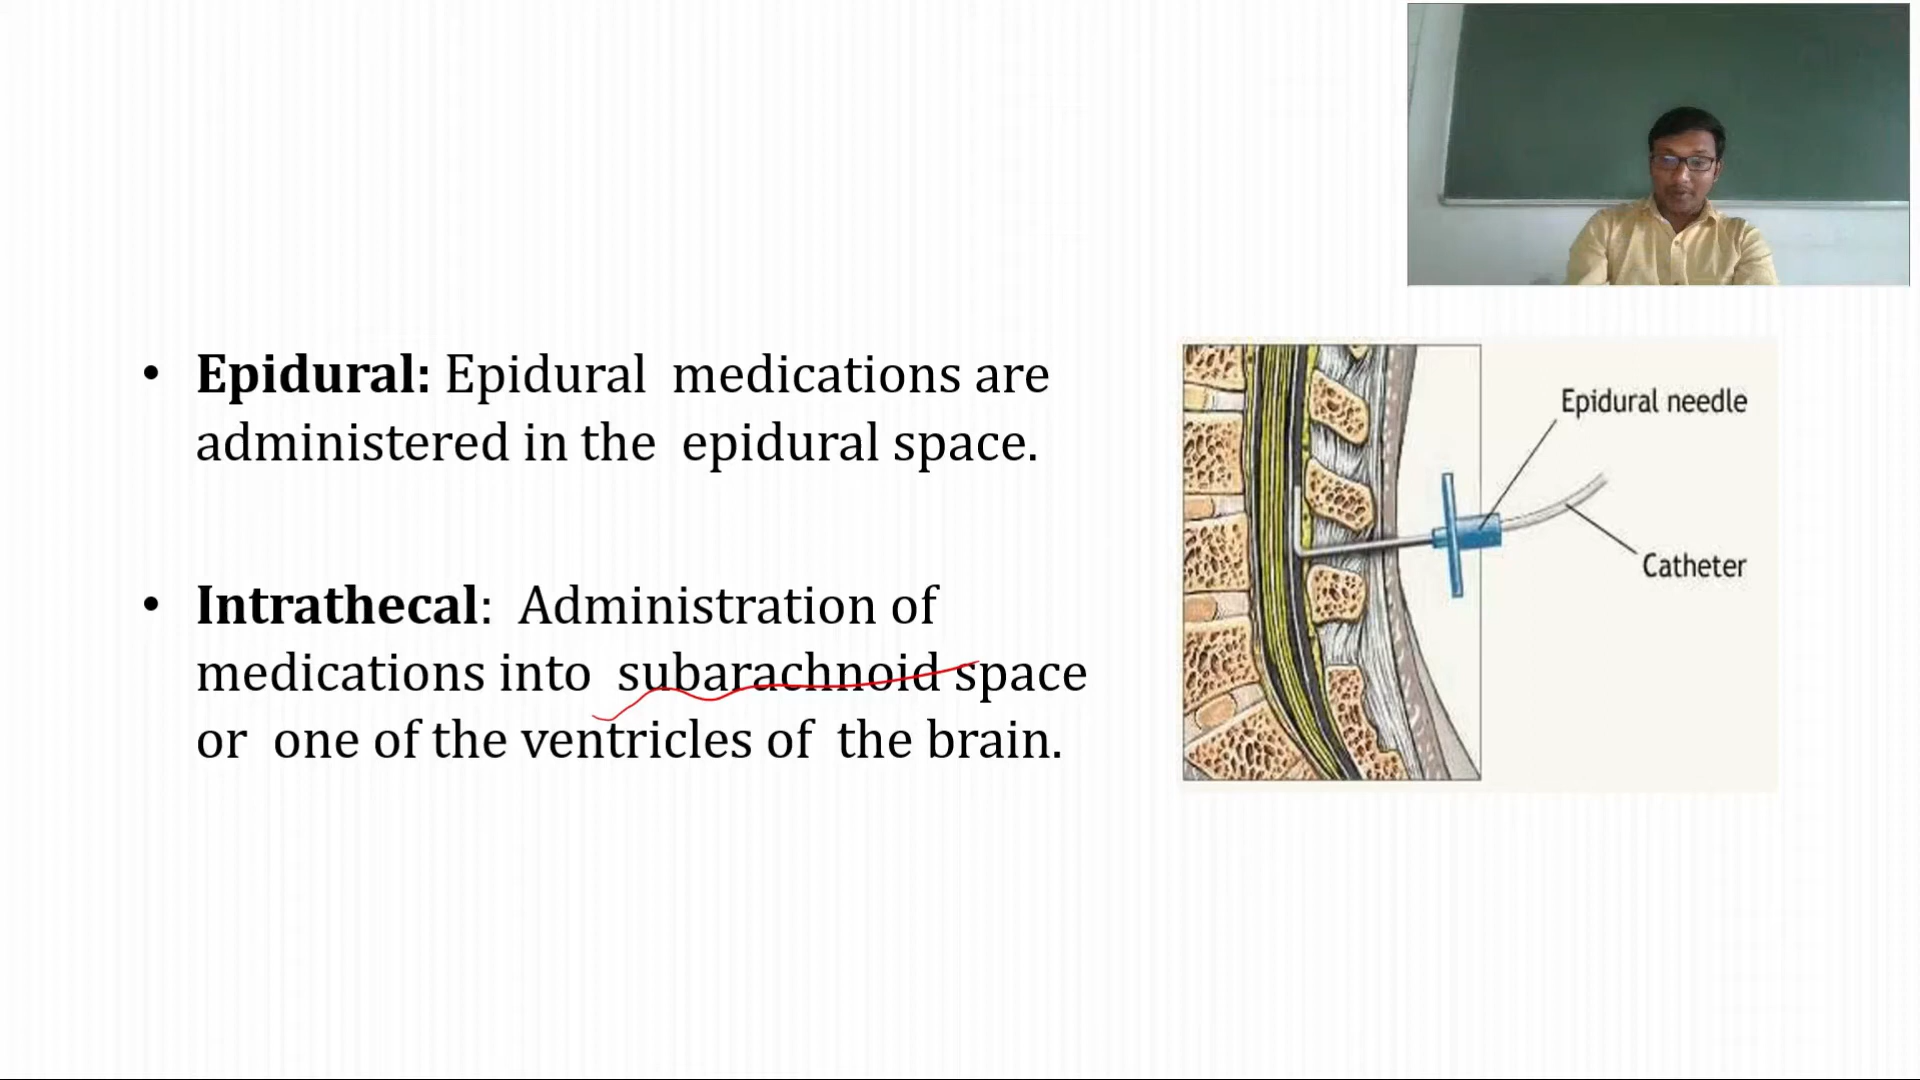 • Epidural: Epidural medications are
administered in the epidural space.
• Intrathecal: Administration of
medications into subarachnoid space
or one of the ventricles of the brain.
Epidural needle
Catheter